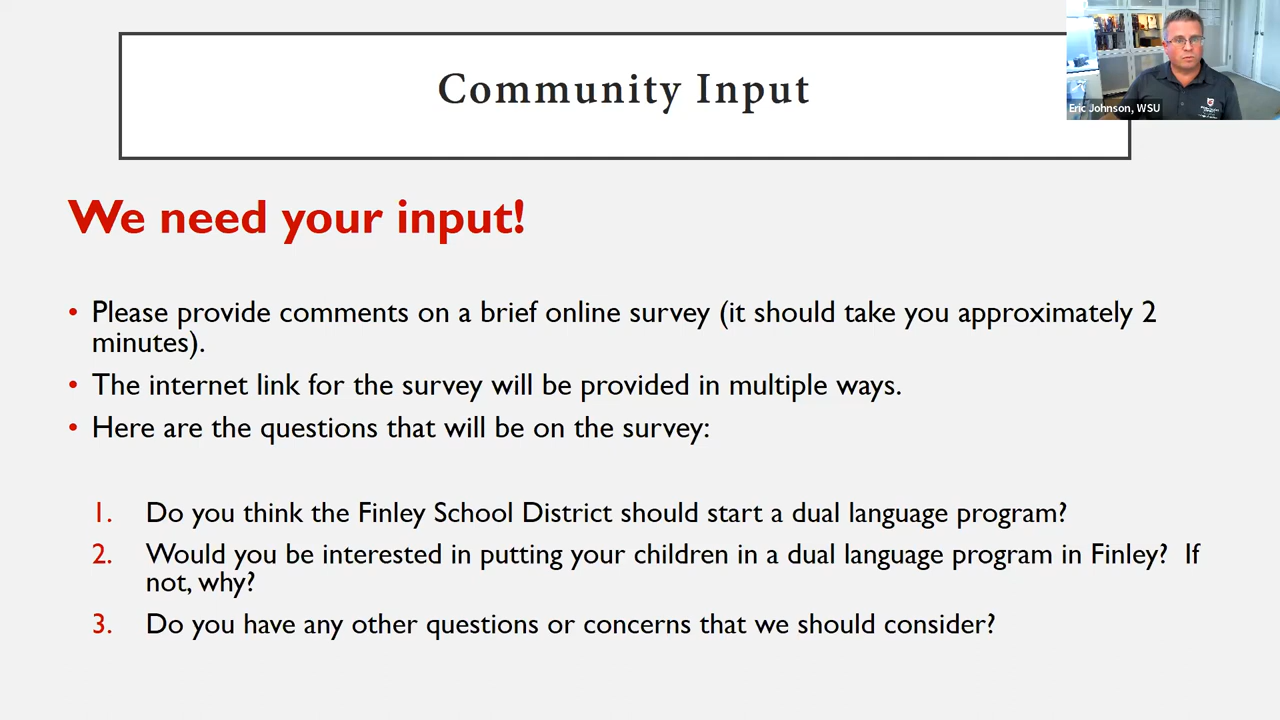 Community Input
Eric Johnson, WSU
We need your input!
• Please provide comments on a brief online survey (it should take you approximately 2
minutes).
• The internet link for the survey will be provided in multiple ways.
• Here are the questions that will be on the survey:
1. Do you think the Finley School District should start a dual language program?
2. Would you be interested in putting your children in a dual language program in Finley? If
not, why?
3. Do you have any other questions or concerns that we should consider?